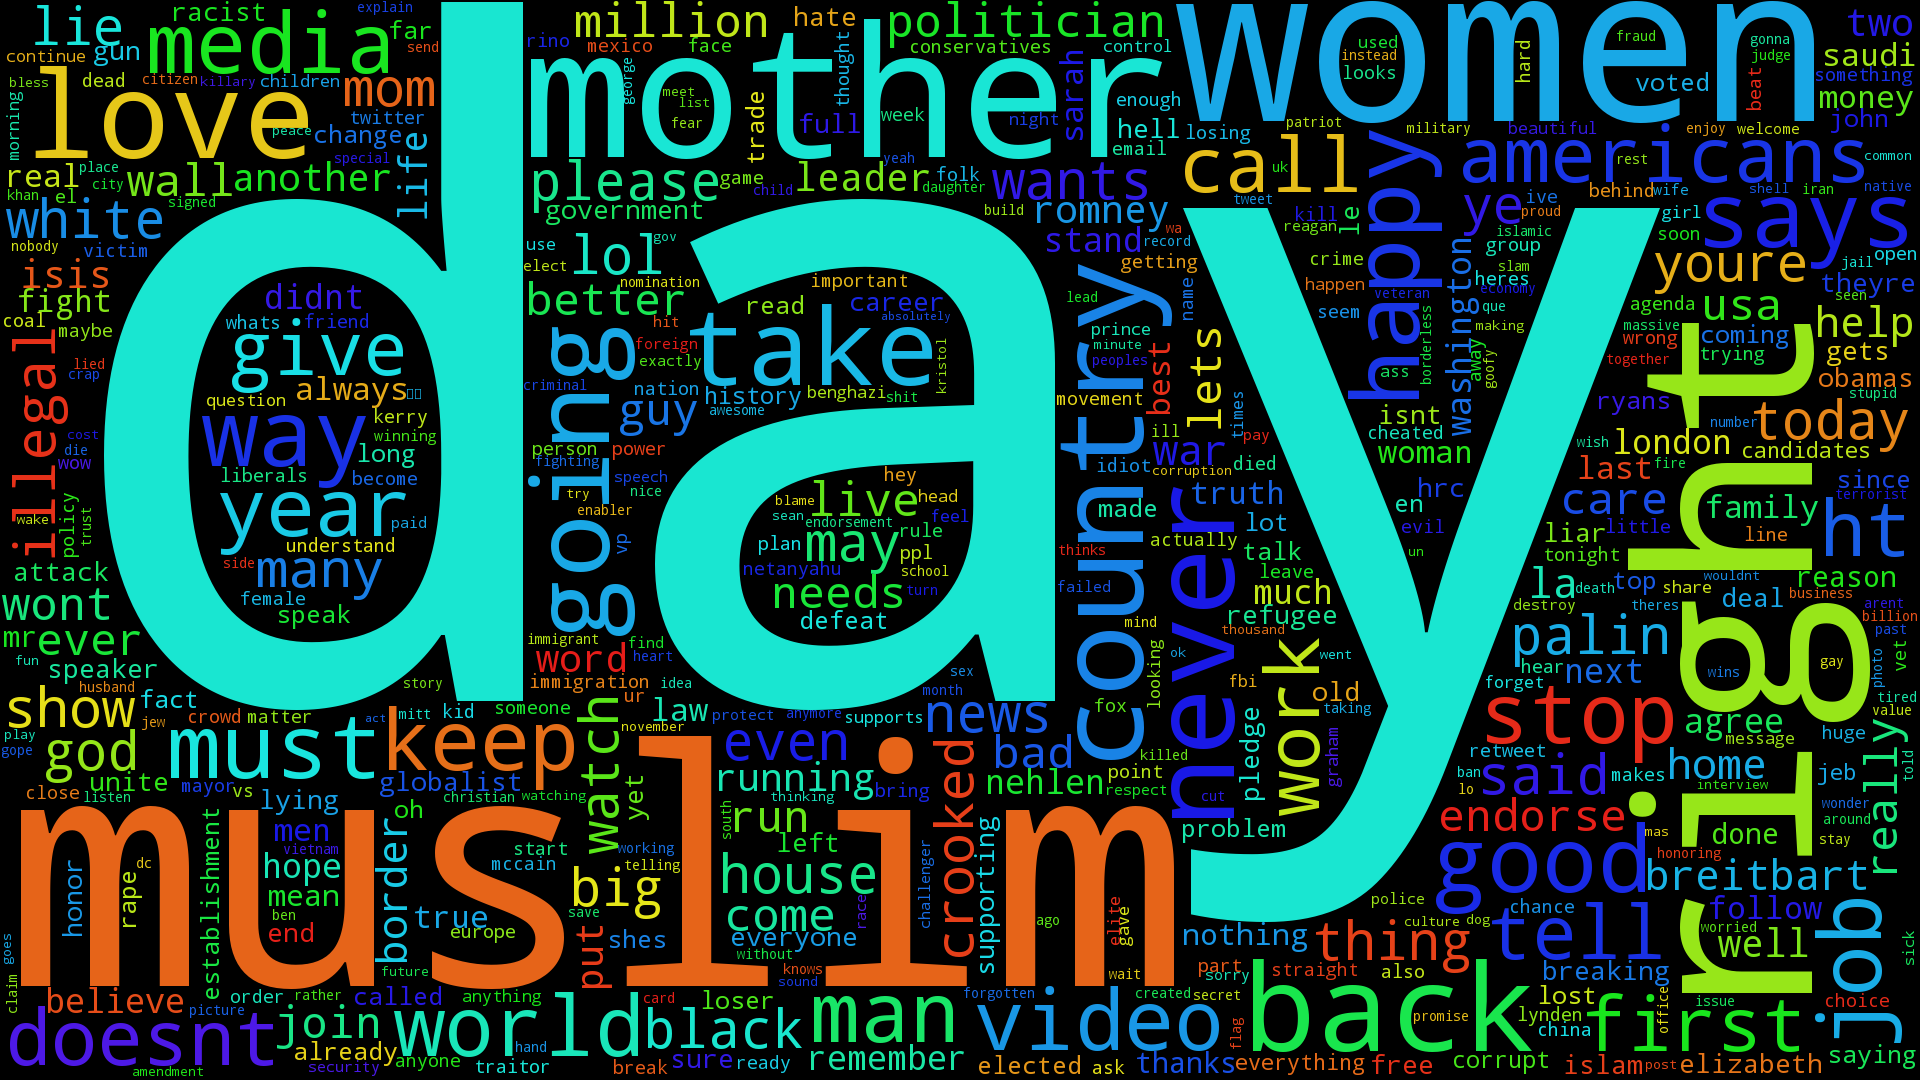 day
mother
women
muslim
right
love
media
lie
racist
far
explain
send
continue
gun
bless
dead
citizen
killary
children
mom
twitter
change
peace
morning
real
place
city
wall
another
special
life
khan
el
signed
white
nobody
victim
isis
fight
coal
maybe
illegal
lied
crap
cost
die
wow
policy
trust
wake
attack
wont
mr
ever
speaker
fun
husband
show
fact
jew
play
gope
god
crowd
matter
unite
mayor
vs
million
hate
politician
rino
mexico
face
conservatives
control
george
thought
meet
list
fear
trade
full
week
night
sarah
enough
hell
email
yeah
please
game
child
leader
daughter
folk
wants
government
build
romney
use
lol
gov
stand
record
wa
elect
nomination
important
getting
better
read
career
absolutely
lead
name
didnt
whats
friend
give
always
question
kerry
way
winning
long
liberals
become
year
paid
understand
side
many
female
speak
going
hit
foreign
exactly
take
kristol
criminal
nation
history
benghazi
shit
guy
awesome
person
power
fighting
speech
nice
try
enabler
vp
hey
live
head
blame
sean
endorsement
rule
feel
plan
may
ppl
netanyahu
school
needs
turn
defeat
immigrant
find
word
heart
immigration
idea
ur
sex
month
story
someone
november
law
protect
anymore
supports
news
country
prince
minute
peoples
movement
best
lets
times
ill
war
pay
idiot
corruption
died
made
truth
lot
actually
thinks
talk
leave
failed
never
much
refugee
mind
thousand
looking
ok
work
went
fbi
old
taking
fox
pledge
graham
call
losing
uk
patriot
tweet
kill
reagan
le
crime
happen
seem
happy
veteran
used
instead
looks
hard
fraud
voted
gonna
judge
beat
two
saudi
something
money
john
military
beautiful
enjoy
welcome
americans
rest
common
behind
wife
shell
iran
native
ye
ive
proud
girl
islamic
group
soon
says
slam
heres
youre
jail
open
economy
que
agenda
usa
theyre
seen
making
massive
wrong
coming
help
washington
borderless
away
goofy
together
trying
gets
ass
obamas
stupid
isnt
ryans
number
today
cheated
woman
wish
london
candidates
last
fire
since
hrc
terrorist
en
care
family
evil
liar
little
line
ht
un
tonight
la
death
top
share
wouldnt
reason
destroy
theres
deal
business
arent
billion
palin
past
hear
next
wins
gay
photo
vet
forget
tired
stop
agree
message
value
huge
retweet
said
makes
home
ban
lo
interview
jeb
told
really
wonder
around
stay
endorse
mas
done
honoring
good
breitbart
police
culture
dog
chance
follow
worried
tell
well
job
sick
nothing
thing
breaking
part
sorry
straight
also
must
keep
act
mitt
kid
close
listen
lying
globalist
oh
christian
watching
watch
yet
men
vietnam
establishment
border
hope
honor
rape
dc
mean
ben
end
true
start
mccain
working
telling
big
save
europe
put
shes
future
goes
claim
even
running
thinking
bring
run
south
left
house
come
race
everyone
without
knows
sound
crooked
supporting
challenger
bad
nehlen
killed
point
respect
cut
problem
ago
elite
gave
wait
believe
picture
order
rather
called
anything
doesnt
amendment
join
already
security
anyone
world
traitor
hand
card
break
black
loser
sure
ready
man
remember
forgotten
video
elected
ask
created
secret
thanks
flag
back
everything
promise
free
corrupt
lost
lynden
china
islam
first
office
post
issue
elizabeth
choice
saying